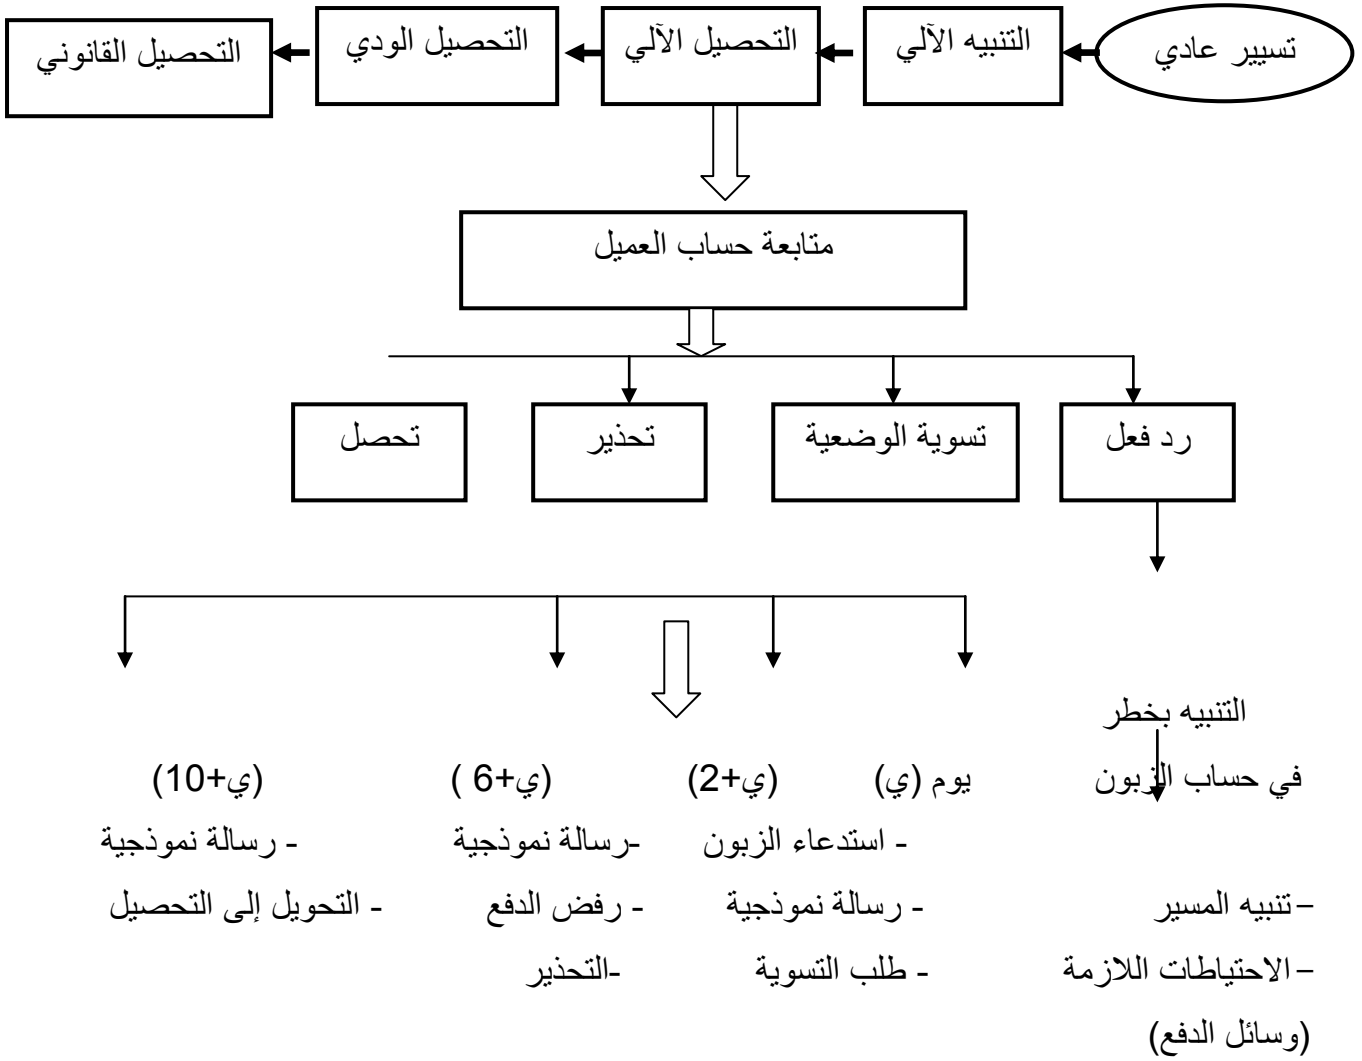 تسيير عادي
التنبيه الآلي
التحصيل الآلي
التحصيل الودي
التحصيل القانوني
متابعة حساب العميل
رد فعل
تسوية الوضعية
تحذير
تحصل
التنبيه بخطر
في حساب الزبون
يوم (ي)
(ي+2)
(ي+6 )
(ي+10)
- استدعاء الزبون
-رسالة نموذجية
- رسالة نموذجية
–تنبيه المسير
- رسالة نموذجية
- رفض الدفع
- التحويل إلى التحصيل
–الاحتياطات اللازمة
- طلب التسوية
-التحذير
(وسائل الدفع)